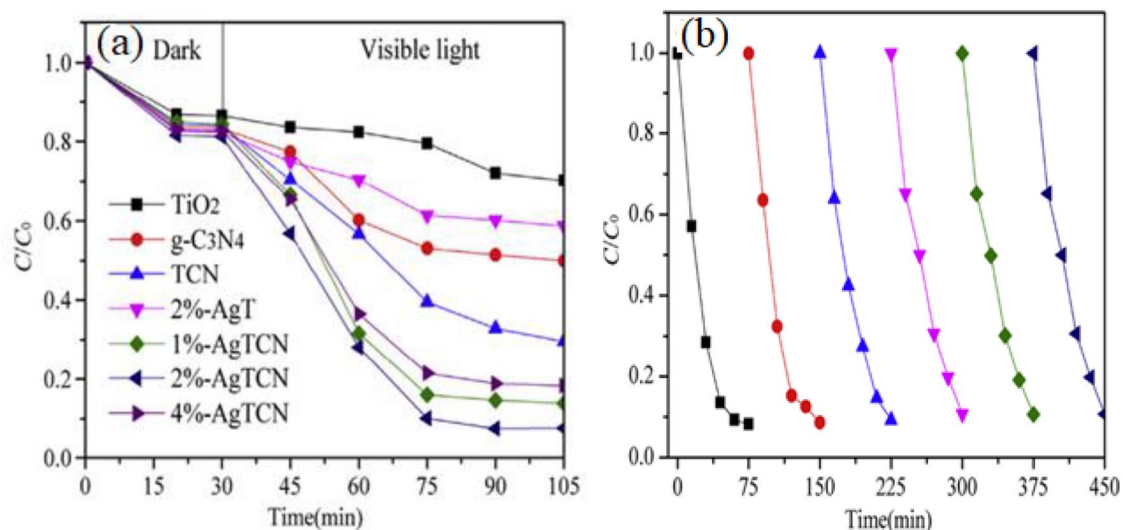 (a)
Dark
Visible light
C/C₀
1.0
0.8
0.6
0.4
0.2
0.0
TiO₂
g-C₃N₄
TCN
2%-AgT
1%-AgTCN
2%-AgTCN
4%-AgTCN
0 15 30 45 60 75 90 105
Time(min)
(b)
C/C₀
1.0
0.8
0.6
0.4
0.2
0.0
0 75 150 225 300 375 450
Time(min)